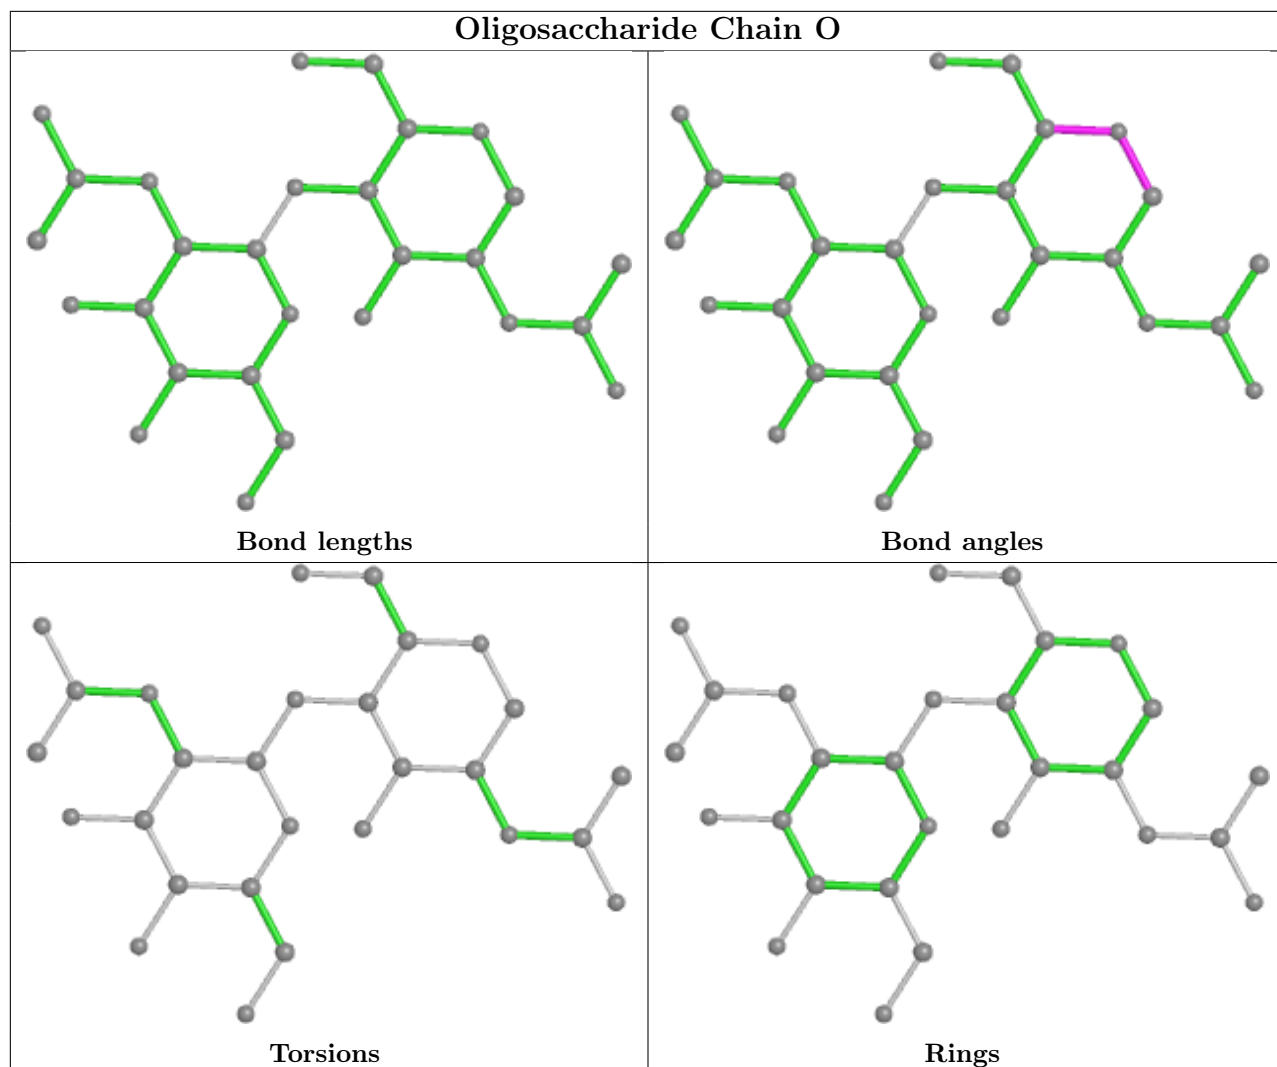 Oligosaccharide Chain O
Bond lengths
Bond angles
Torsions
Rings